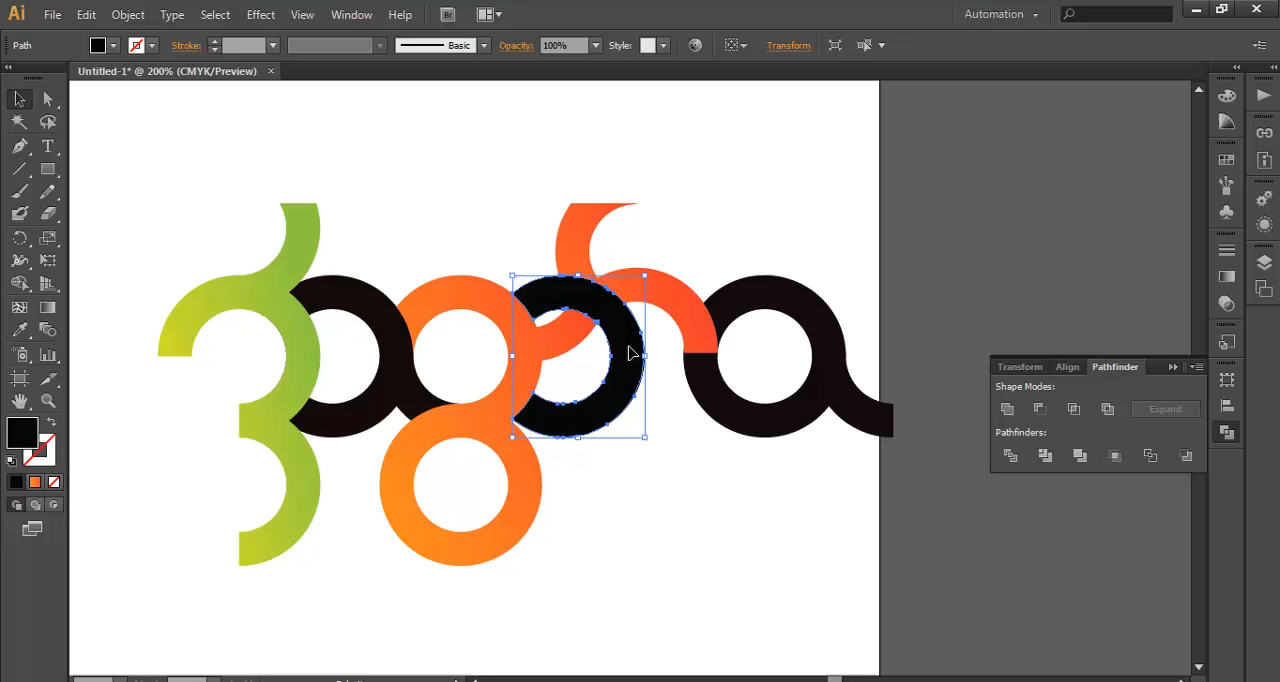 Ai File Edit Object Type Select Effect View Window Help Br Automation
Path Stroke: Basic Opacity: 100% Style: Transform
Untitled-1* @ 200% (CMYK/Preview) ×
Transform Align Pathfinder
Shape Modes:
Expand
Pathfinders: